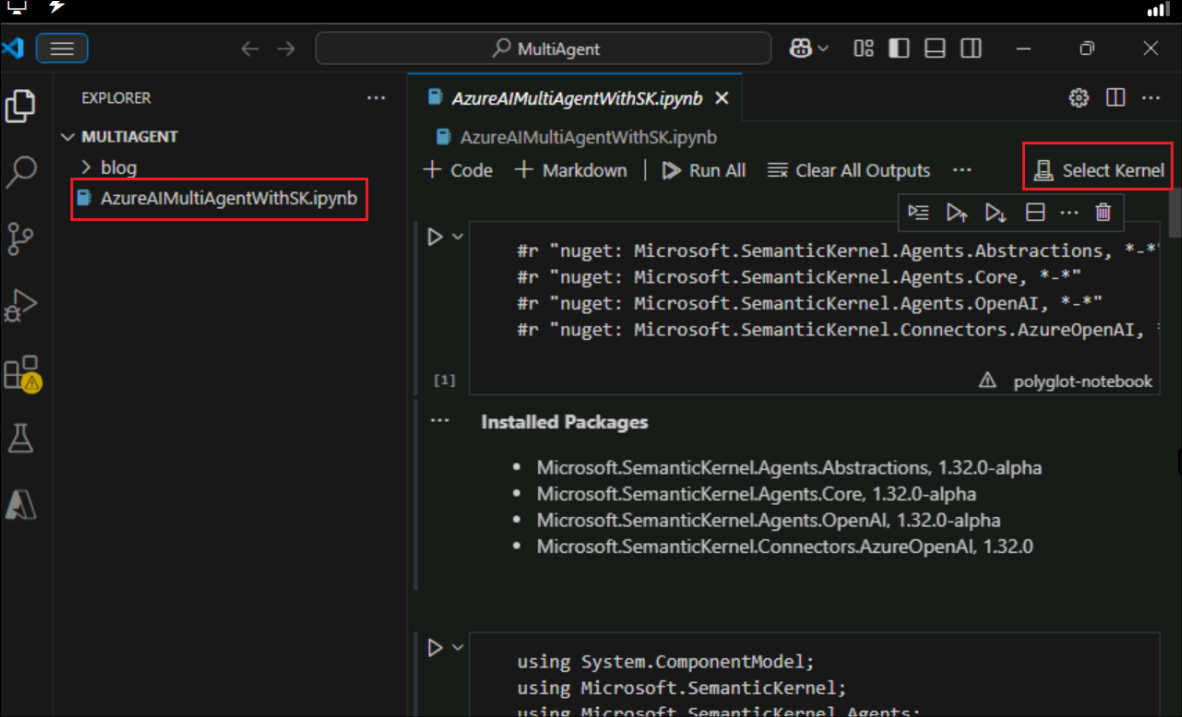 MultiAgent
EXPLORER
MULTIAGENT
blog
AzureAIMultiAgentWithSK.ipynb
AzureAIMultiAgentWithSK.ipynb
AzureAIMultiAgentWithSK.ipynb
+ Code + Markdown | Run All Clear All Outputs ... Select Kernel
#r "nuget: Microsoft.SemanticKernel.Agents.Abstractions, *-*"
#r "nuget: Microsoft.SemanticKernel.Agents.Core, *-*"
#r "nuget: Microsoft.SemanticKernel.Agents.OpenAI, *-*"
#r "nuget: Microsoft.SemanticKernel.Connectors.AzureOpenAI,
[1]
polyglot-notebook
... Installed Packages
• Microsoft.SemanticKernel.Agents.Abstractions, 1.32.0-alpha
• Microsoft.SemanticKernel.Agents.Core, 1.32.0-alpha
• Microsoft.SemanticKernel.Agents.OpenAI, 1.32.0-alpha
• Microsoft.SemanticKernel.Connectors.AzureOpenAI, 1.32.0
using System.ComponentModel;
using Microsoft.SemanticKernel;
using Microsoft.SemanticKernel.Agents;